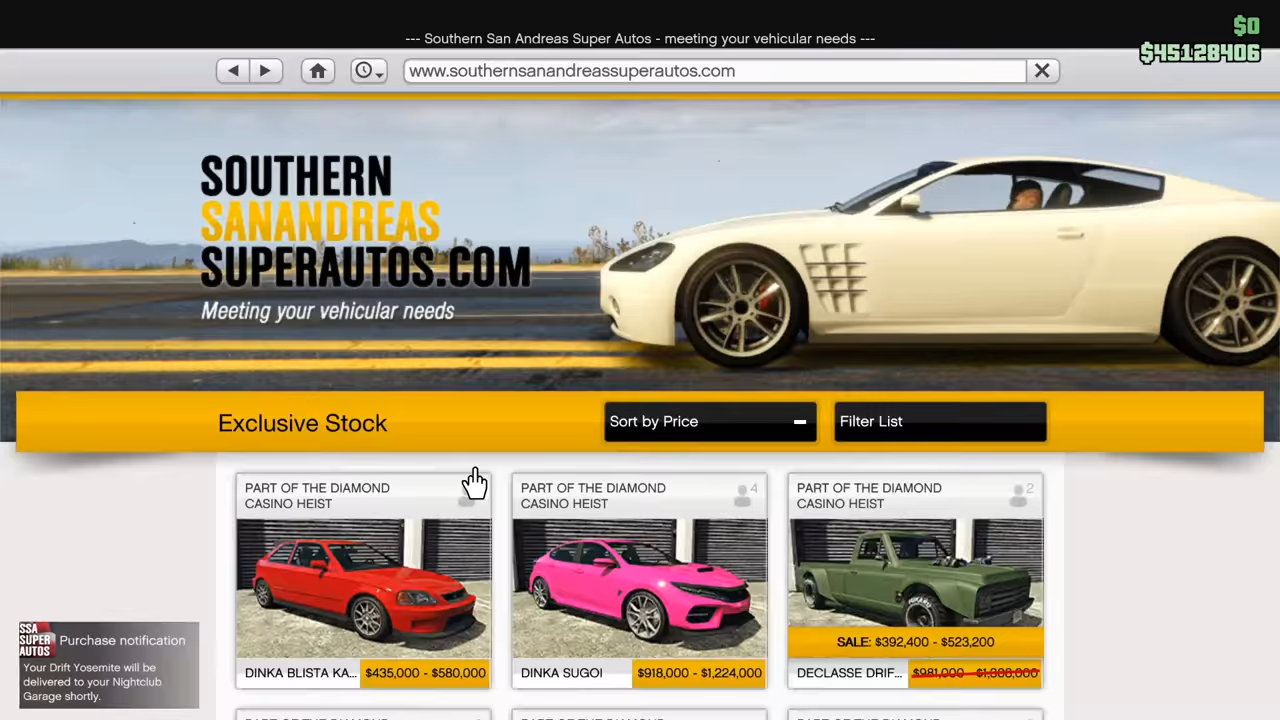 $0
--- Southern San Andreas Super Autos - meeting your vehicular needs ---
$45128406
www.southernsanandreassuperautos.com
SOUTHERN
SANANDREAS
SUPERAUTOS.COM
Meeting your vehicular needs
Exclusive Stock
Sort by Price
Filter List
PART OF THE DIAMOND
CASINO HEIST
PART OF THE DIAMOND
CASINO HEIST
4
PART OF THE DIAMOND
CASINO HEIST
2
SALE: $392,400 - $523,200
DINKA BLISTA KA...
$435,000 - $580,000
DINKA SUGOI
$918,000 - $1,224,000
DECLASSE DRIF...
$981,000 - $1,308,000
SSA
SUPER
AUTOS
Purchase notification
Your Drift Yosemite will be
delivered to your Nightclub
Garage shortly.